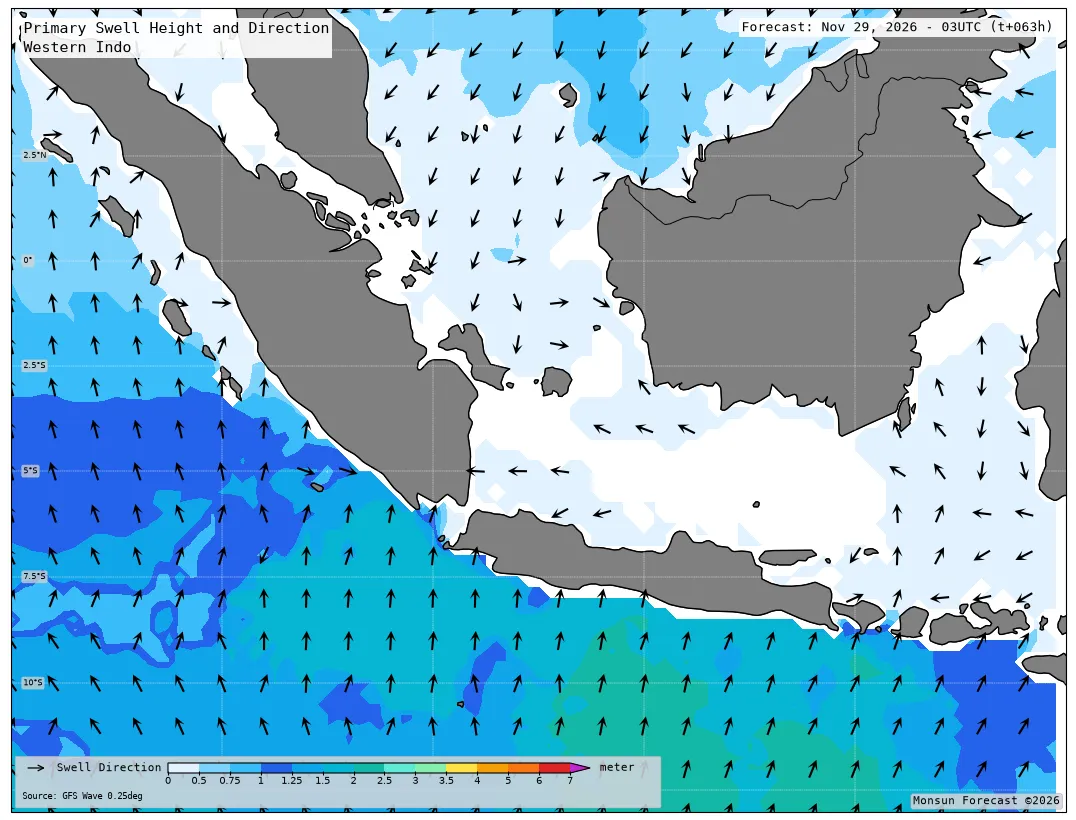 Primary Swell Height and Direction
Western Indo
Forecast: Nov 29, 2026 - 03UTC (t+063h)
2.5°N
0°
2.5°S
5°S
7.5°S
10°S
Swell Direction
0 0.5 0.75 1 1.25 1.5 2 2.5 3 3.5 4 5 6 7
meter
Source: GFS Wave 0.25deg
Monsun Forecast ©2026